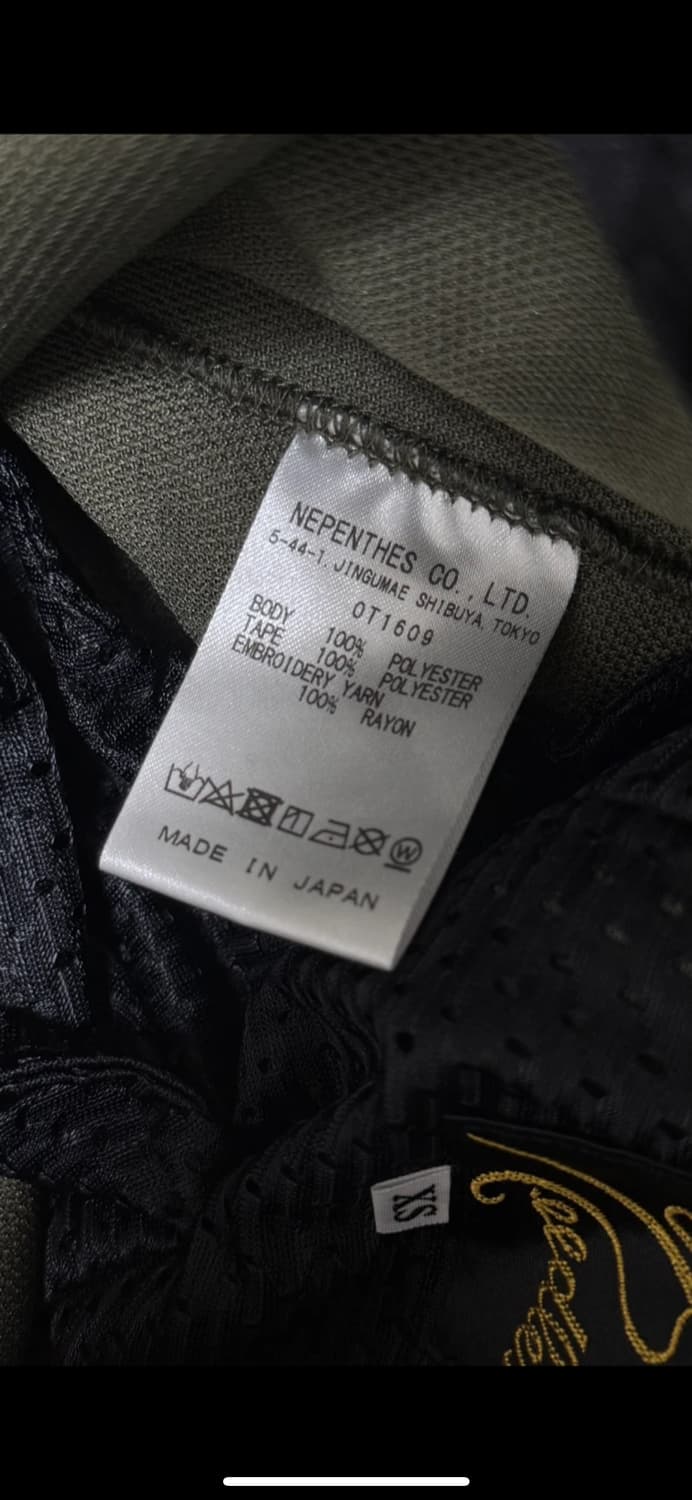 NEPENTHES CO., LTD.
5-44-1, JINGUMAE SHIBUYA, TOKYO
OT1609
BODY 100% POLYESTER
TAPE 100% POLYESTER
EMBROIDERY YARN
100% RAYON
W
MADE IN JAPAN
XS
Needles